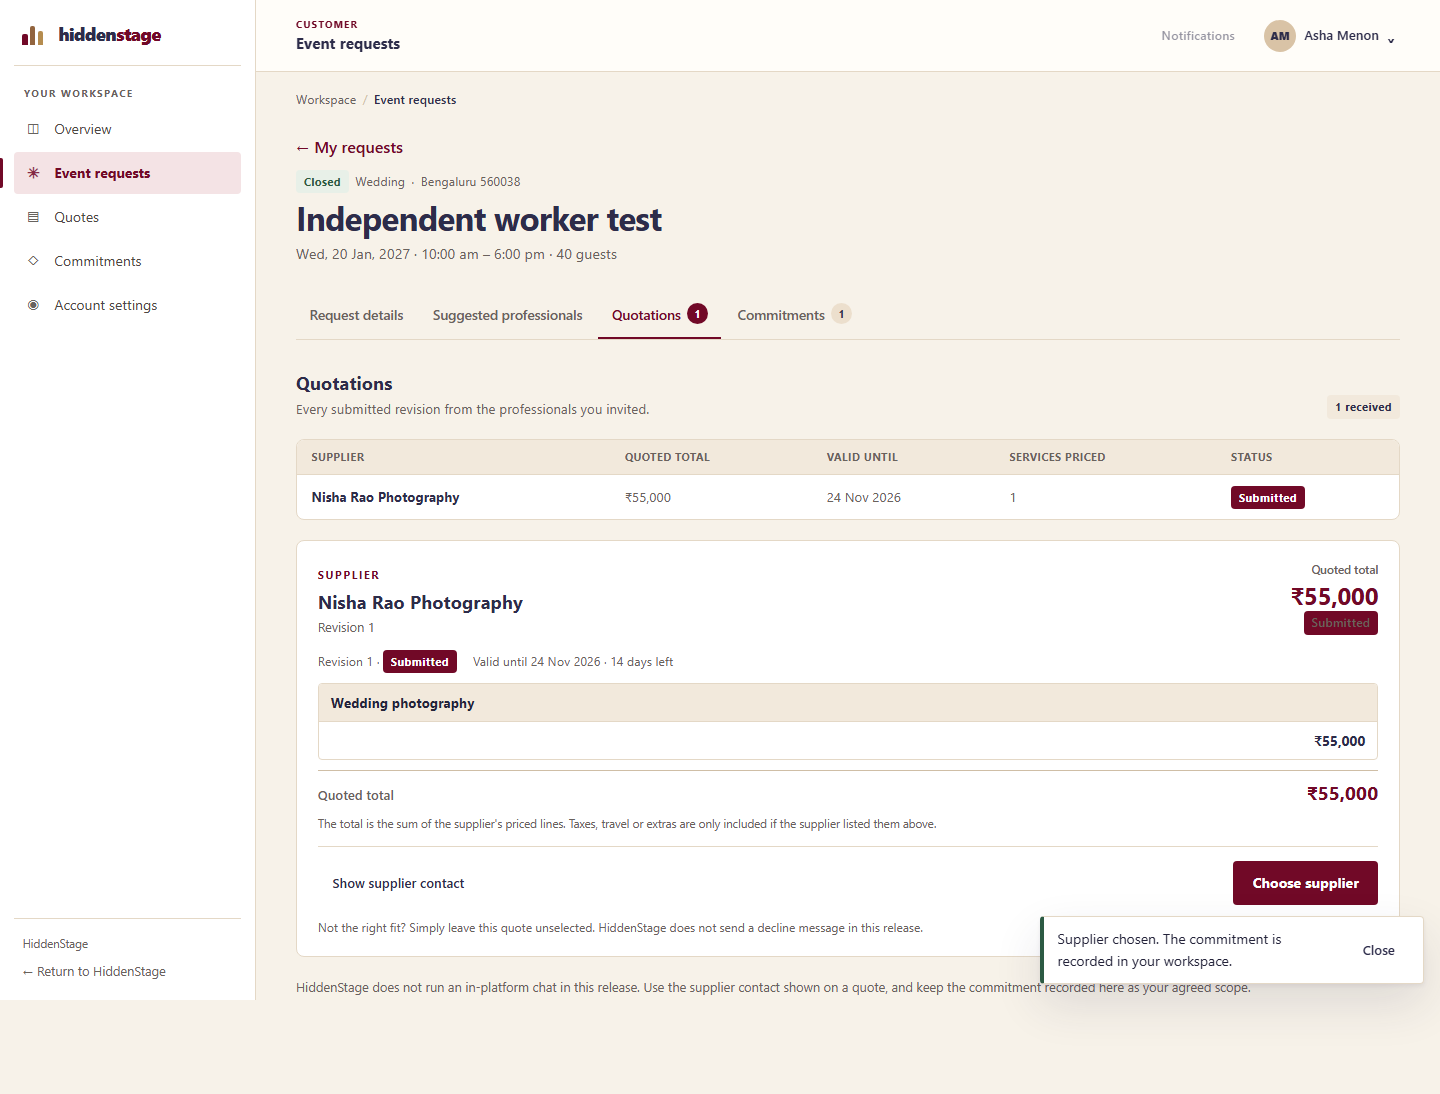 hiddenstage
YOUR WORKSPACE
Overview
Event requests
Quotes
Commitments
Account settings
HiddenStage
← Return to HiddenStage
CUSTOMER
Event requests
Notifications
AM
Asha Menon
Workspace / Event requests
← My requests
Closed Wedding · Bengaluru 560038
Independent worker test
Wed, 20 Jan, 2027 · 10:00 am – 6:00 pm · 40 guests
Request details
Suggested professionals
Quotations 1
Commitments 1
Quotations
Every submitted revision from the professionals you invited.
1 received
SUPPLIER QUOTED TOTAL VALID UNTIL SERVICES PRICED STATUS
Nisha Rao Photography ₹55,000 24 Nov 2026 1 Submitted
SUPPLIER
Nisha Rao Photography
Revision 1
Quoted total
₹55,000
Submitted
Revision 1 · Submitted Valid until 24 Nov 2026 · 14 days left
Wedding photography
₹55,000
Quoted total ₹55,000
The total is the sum of the supplier's priced lines. Taxes, travel or extras are only included if the supplier listed them above.
Show supplier contact
Choose supplier
Not the right fit? Simply leave this quote unselected. HiddenStage does not send a decline message in this release.
Supplier chosen. The commitment is
recorded in your workspace.
Close
HiddenStage does not run an in-platform chat in this release. Use the supplier contact shown on a quote, and keep the commitment recorded here as your agreed scope.